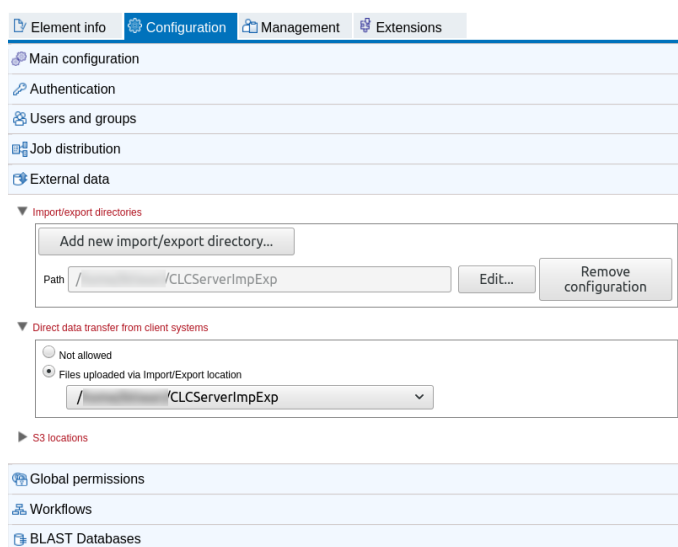 Element info Configuration Management Extensions
Main configuration
Authentication
Users and groups
Job distribution
External data
Import/export directories
Add new import/export directory...
Path / /CLCServerImpExp Edit... Remove configuration
Direct data transfer from client systems
Not allowed
Files uploaded via Import/Export location
/ /CLCServerImpExp
S3 locations
Global permissions
Workflows
BLAST Databases